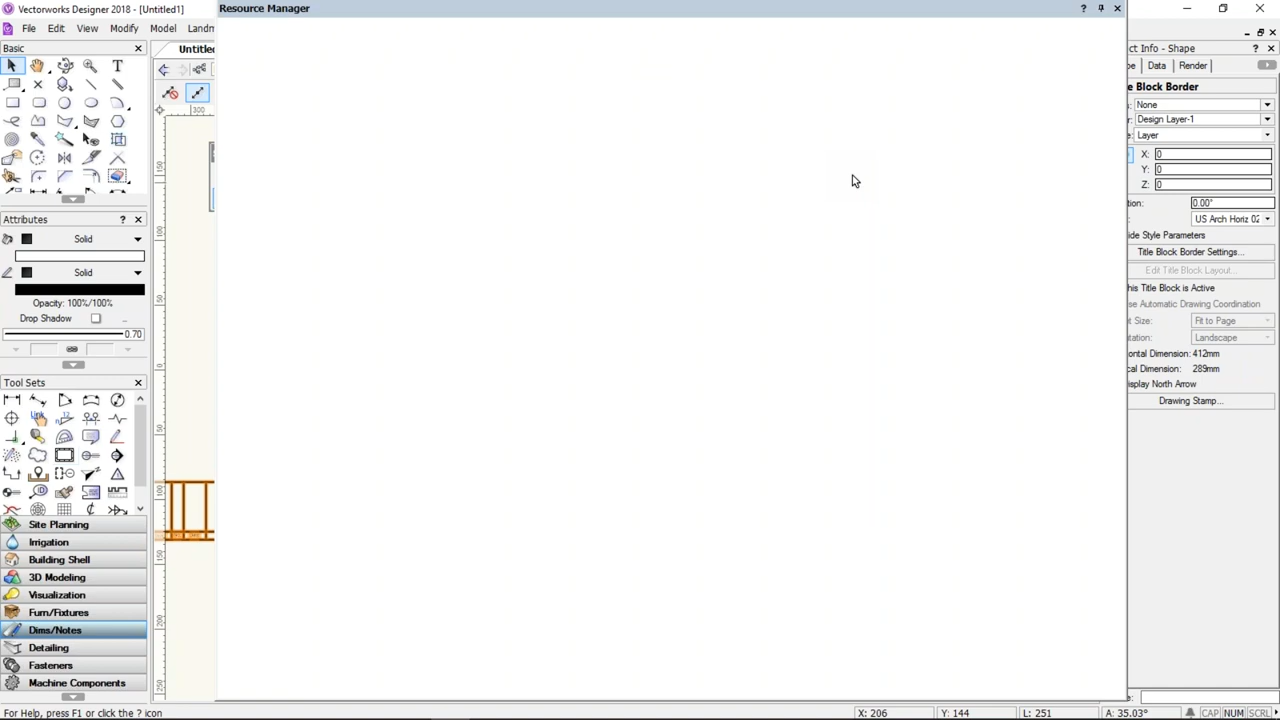 Vectorworks Designer 2018 - [Untitled1]
Resource Manager
File Edit View Modify Model
Basic
Attributes
Solid
Solid
Opacity: 100%/100%
Drop Shadow
0.70
Tool Sets
Site Planning
Irrigation
Building Shell
3D Modeling
Visualization
Furn/Fixtures
Dims/Notes
Detailing
Fasteners
Machine Components
300
ct Info - Shape
Data Render
e Block Border
None
Design Layer-1
Layer
X: 0
Y: 0
Z: 0
0.00°
US Arch Horiz 02
ide Style Parameters
Title Block Border Settings...
Edit Title Block Layout...
his Title Block is Active
se Automatic Drawing Coordination
t Size: Fit to Page
ntation: Landscape
ontal Dimension: 412mm
cal Dimension: 289mm
isplay North Arrow
Drawing Stamp...
For Help, press F1 or click the ? icon
X: 206 Y: 144 L: 251 A: 35.03° CAP NUM SCRL